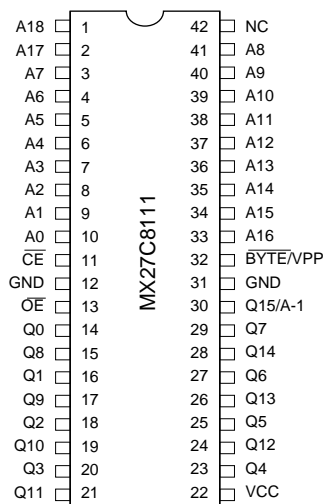 A18 1 42 NC
A17 2 41 A8
A7 3 40 A9
A6 4 39 A10
A5 5 38 A11
A4 6 37 A12
A3 7 36 A13
A2 8 35 A14
A1 9 34 A15
A0 10 33 A16
CE 11 32 BYTE/VPP
GND 12 31 GND
OE 13 30 Q15/A-1
Q0 14 29 Q7
Q8 15 28 Q14
Q1 16 27 Q6
Q9 17 26 Q13
Q2 18 25 Q5
Q10 19 24 Q12
Q3 20 23 Q4
Q11 21 22 VCC
MX27C8111